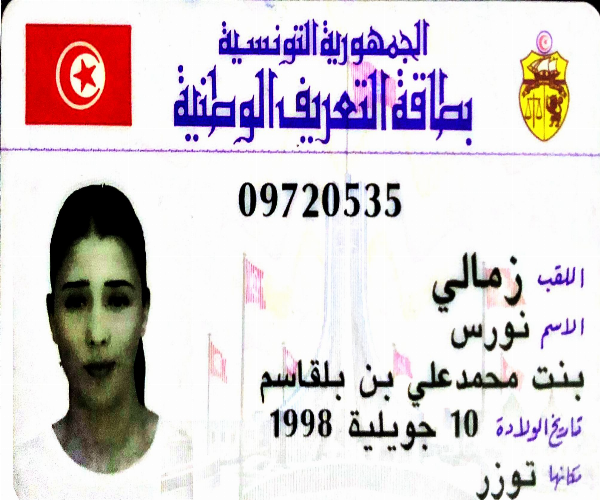 الجمهورية التونسية
بطاقة التعريف الوطنية
09720535
اللقب زمالي
الاسم نورس
بنت محمدعلي بن بلقاسم
تاريخ الولادة 10 جويلية 1998
مكانها توزر